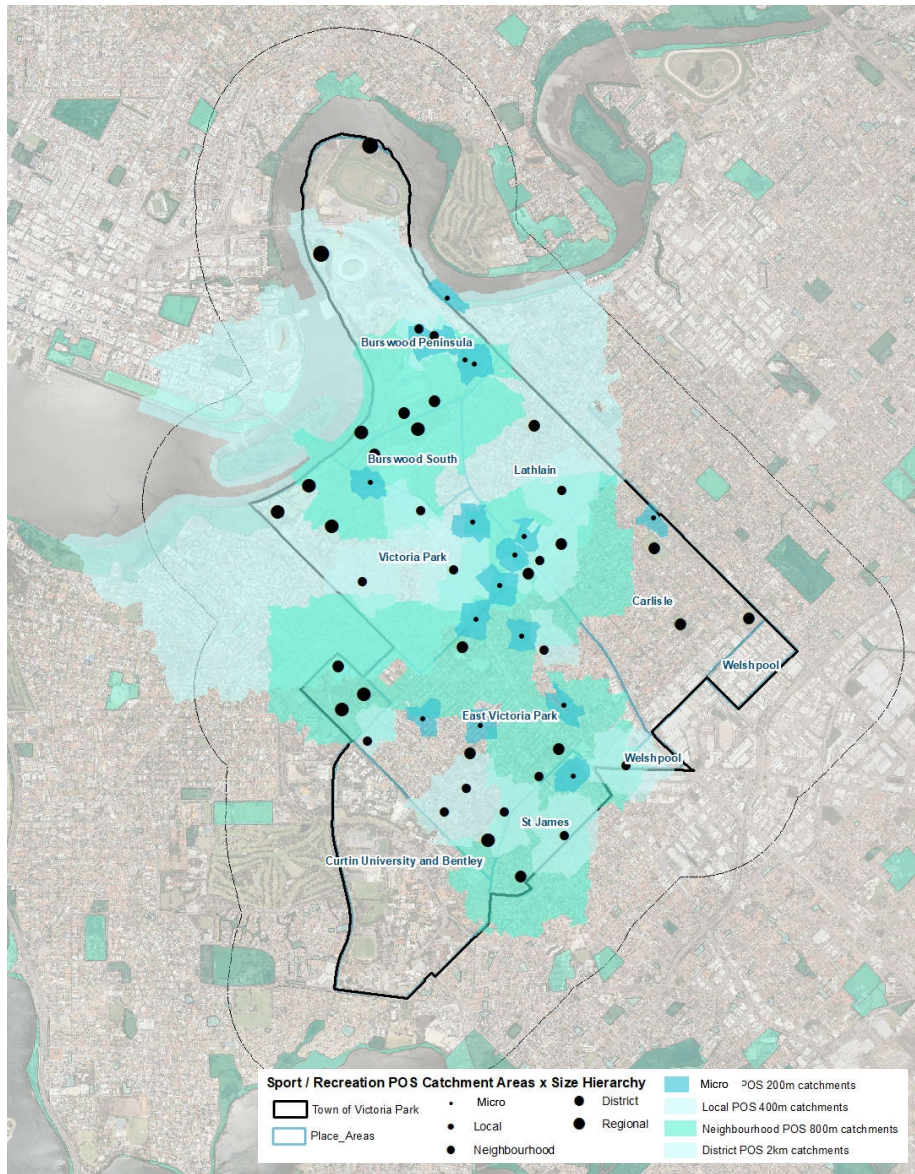 Burswood Peninsula
Burswood South
Lathlain
Victoria Park
Carlisle
Welshpool
East Victoria Park
Welshpool
St James
Curtin University and Bentley
Sport / Recreation POS Catchment Areas x Size Hierarchy
Town of Victoria Park
Place_Areas
Micro
Local
Neighbourhood
District
Regional
Micro POS 200m catchments
Local POS 400m catchments
Neighbourhood POS 800m catchments
District POS 2km catchments